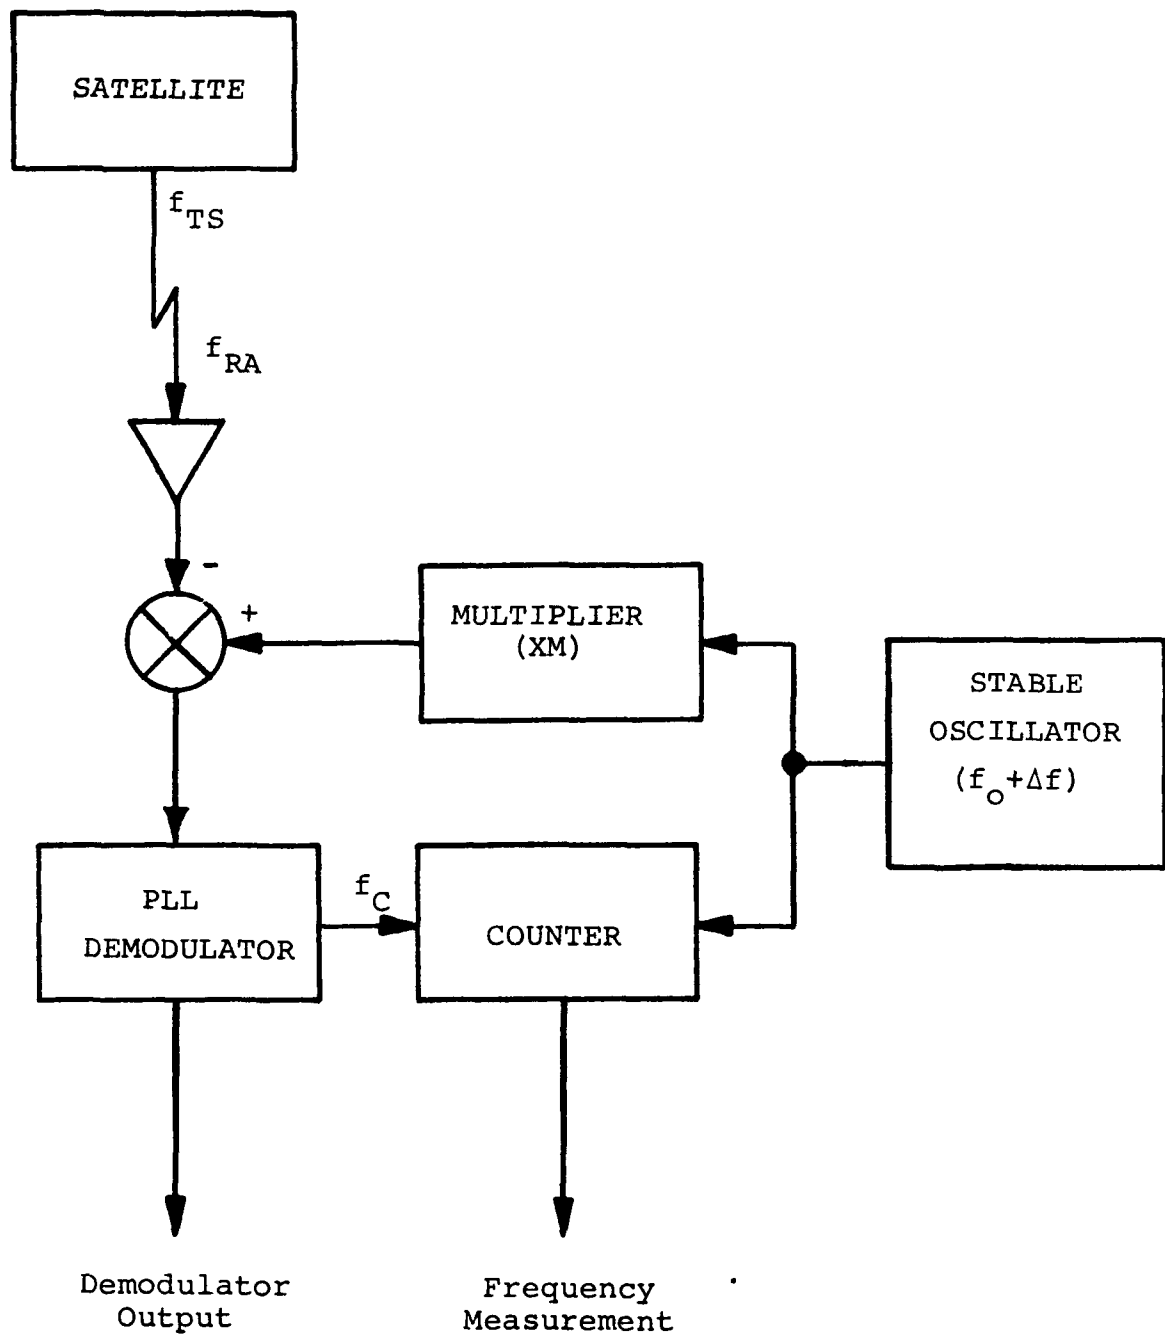 SATELLITE
f_TS
f_RA
-
+
MULTIPLIER
(XM)
STABLE
OSCILLATOR
(f_o+Δf)
PLL
DEMODULATOR
f_C
COUNTER
Demodulator
Output
Frequency
Measurement